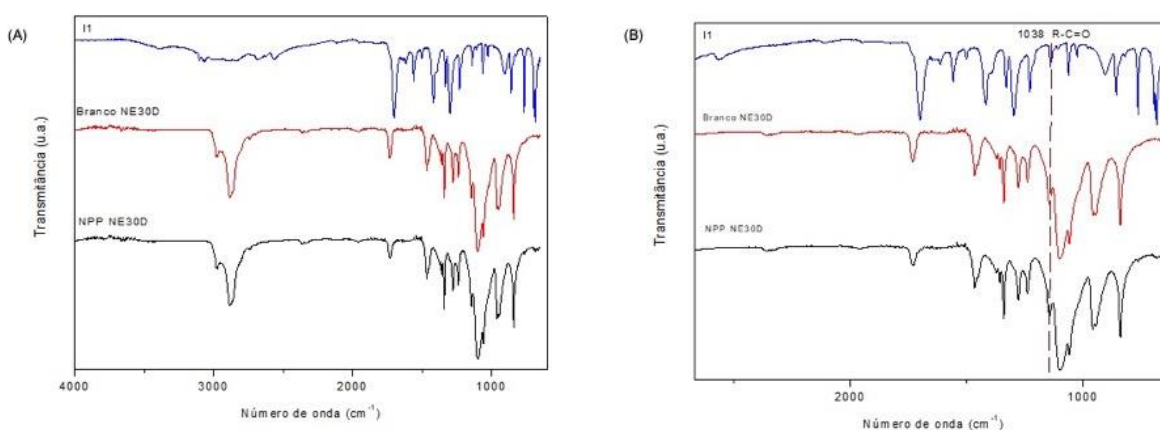 (A)
I1
Branco NE30D
NPP NE30D
Transmitância (u.a.)
4000
3000
2000
1000
Número de onda (cm⁻¹)
(B)
I1
1038 R-C=O
Branco NE30D
NPP NE30D
Transmitância (u.a.)
2000
1000
Número de onda (cm⁻¹)